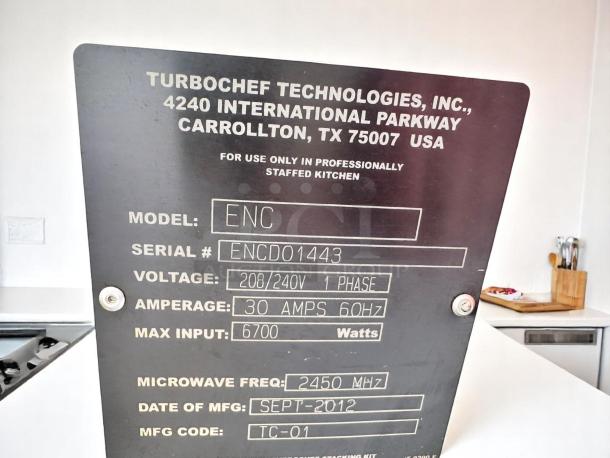 TURBOCHEF TECHNOLOGIES, INC.,
4240 INTERNATIONAL PARKWAY
CARROLLTON, TX 75007 USA
FOR USE ONLY IN PROFESSIONALLY
STAFFED KITCHEN
MODEL: ENC
SERIAL # ENCD01443
VOLTAGE: 208/240V 1 PHASE
AMPERAGE: 30 AMPS 60Hz
MAX INPUT: 6700 Watts
MICROWAVE FREQ: 2450 MHz
DATE OF MFG: SEPT-2012
MFG CODE: TC-01
STACKING KIT